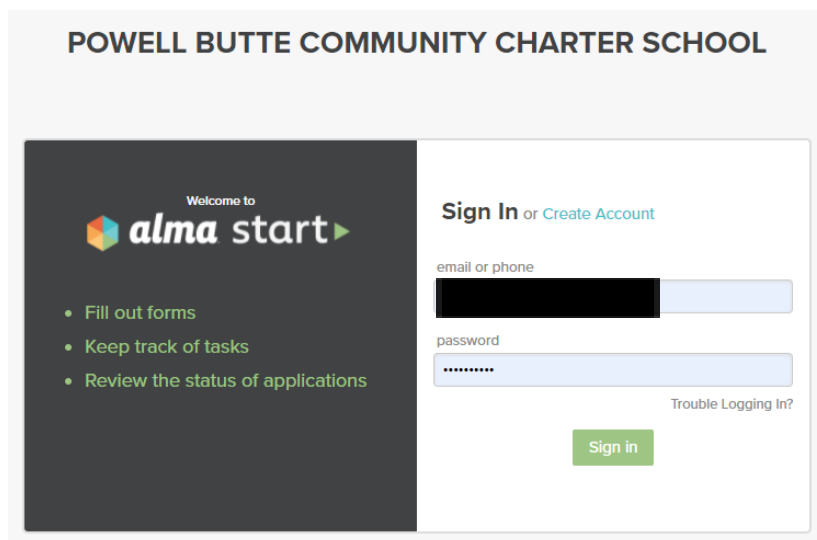 POWELL BUTTE COMMUNITY CHARTER SCHOOL
Welcome to
alma start
• Fill out forms
• Keep track of tasks
• Review the status of applications
Sign In or Create Account
email or phone
password
••••••••••
Trouble Logging In?
Sign in